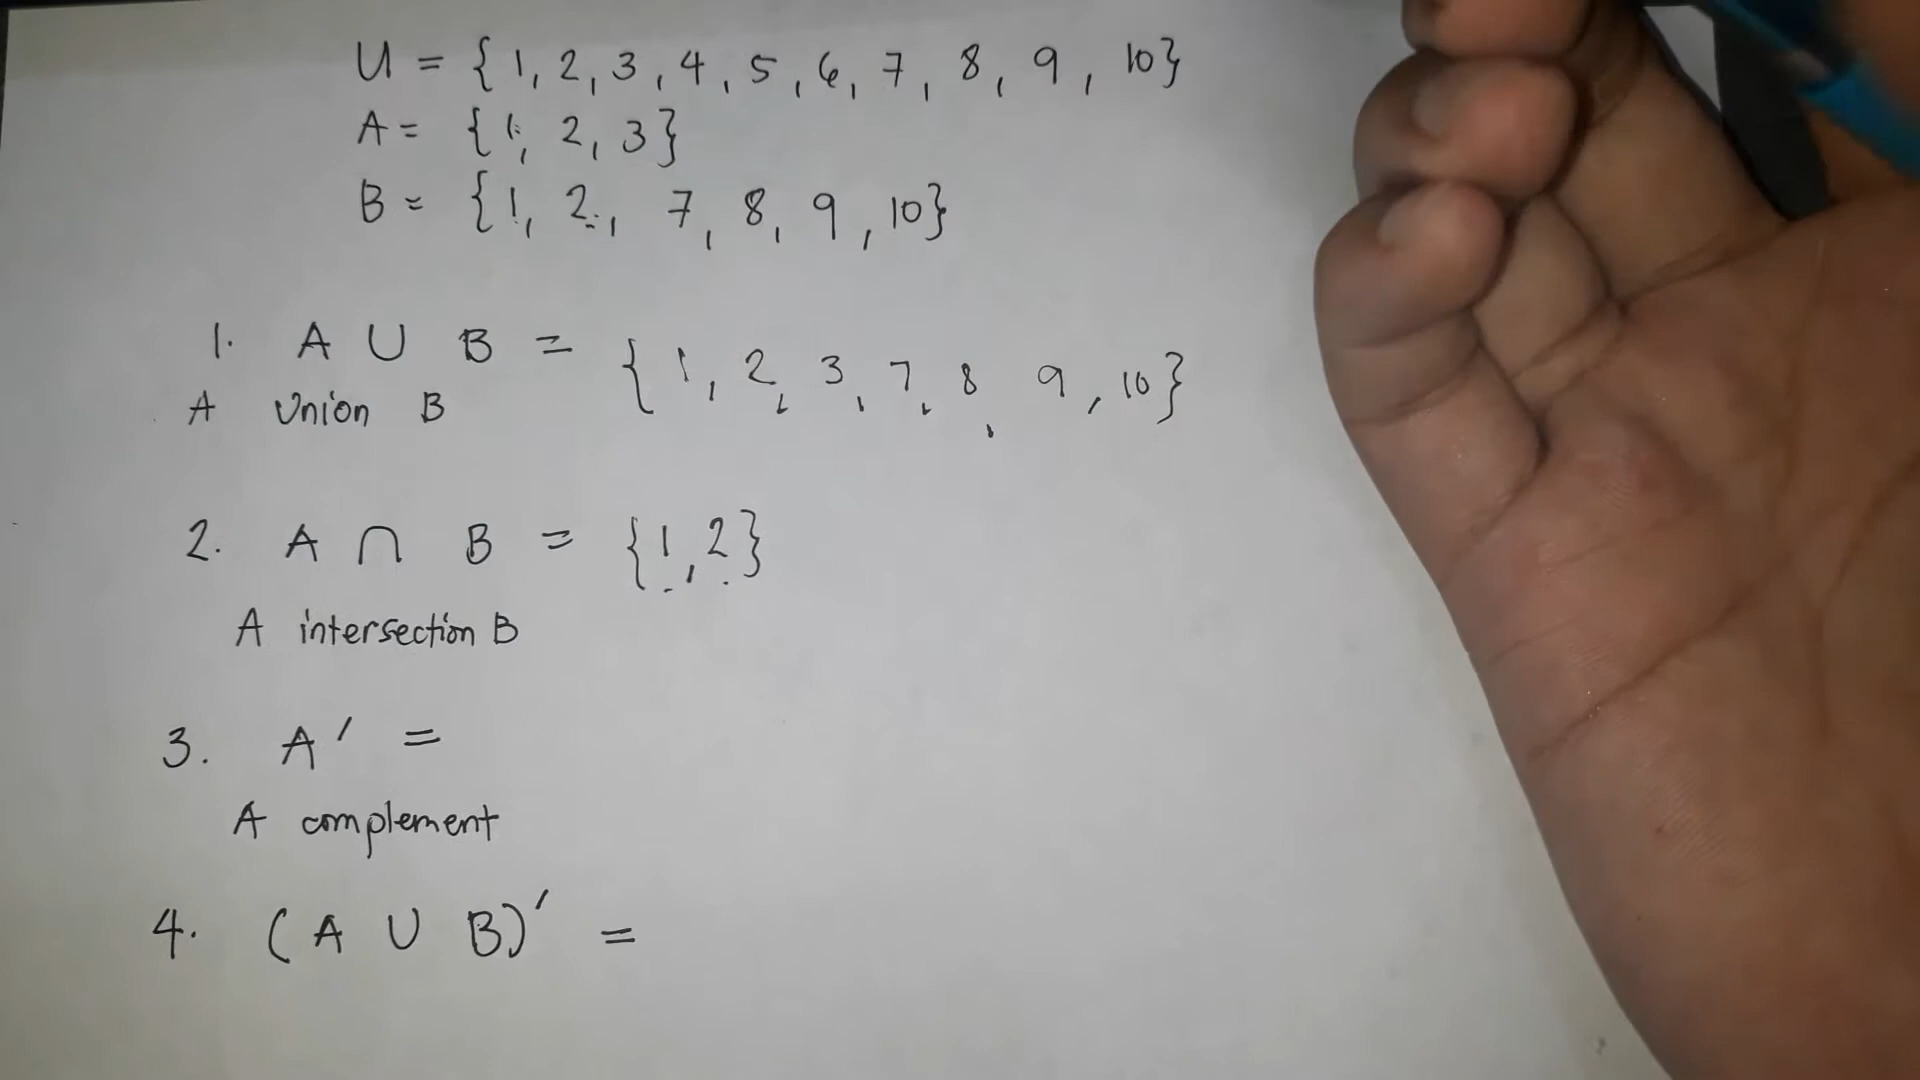 U = {1, 2, 3, 4, 5, 6, 7, 8, 9, 10}
A = {1, 2, 3}
B = {1, 2, 7, 8, 9, 10}
1. A ∪ B = {1, 2, 3, 7, 8, 9, 10}
A Union B
2. A ∩ B = {1, 2}
A intersection B
3. A′ =
A complement
4. (A ∪ B)′ =